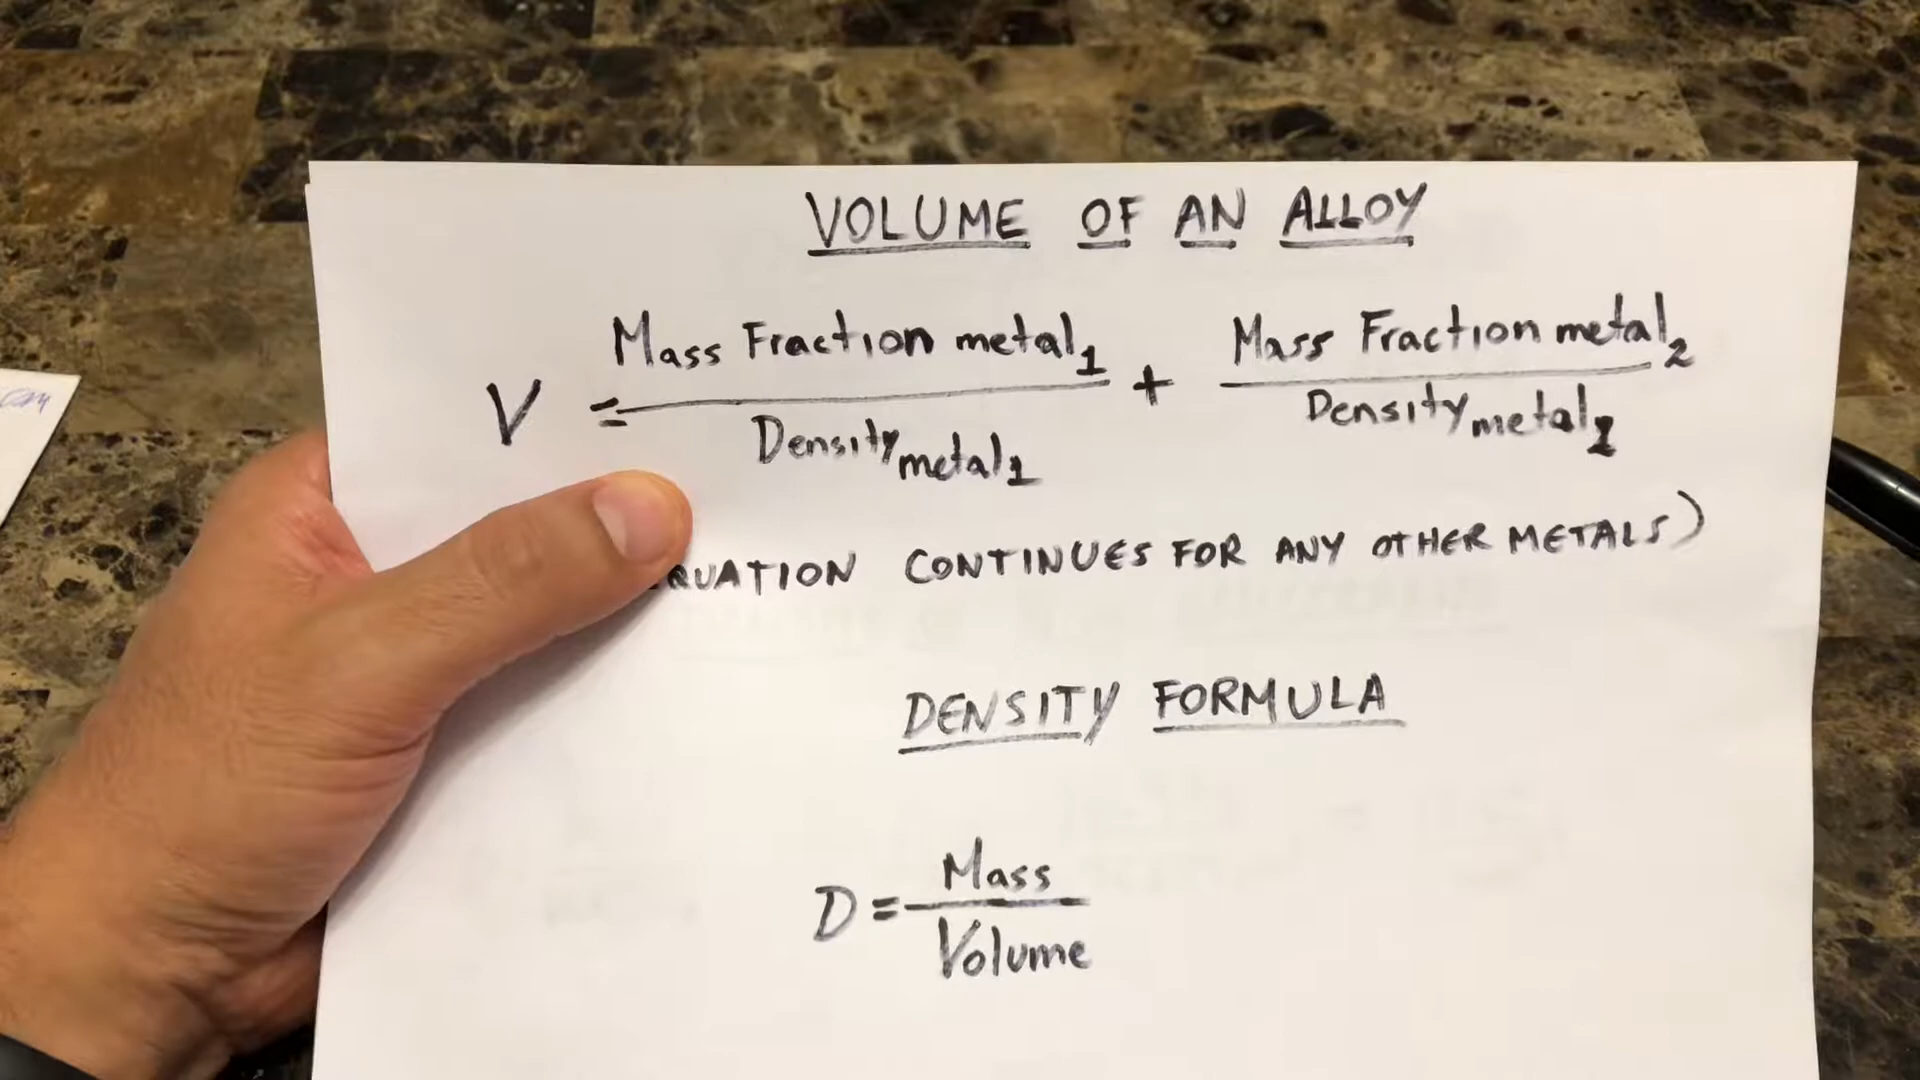 VOLUME OF AN ALLOY
V = Mass Fraction metal1 / Density metal1 + Mass Fraction metal2 / Density metal2
EQUATION CONTINUES FOR ANY OTHER METALS)
DENSITY FORMULA
D = Mass / Volume